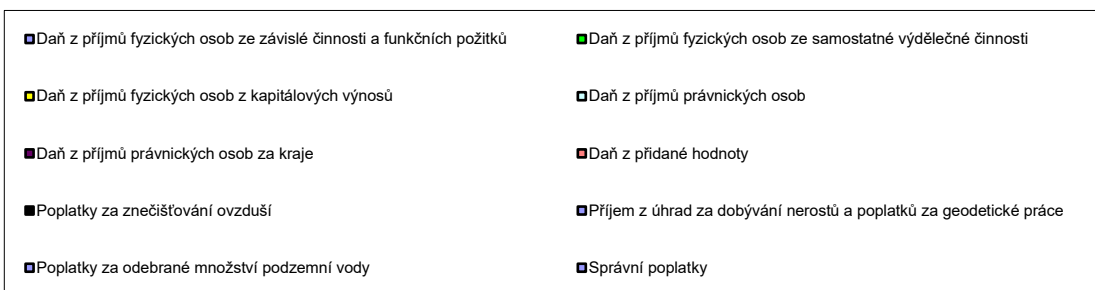 Daň z příjmů fyzických osob ze závislé činnosti a funkčních požitků
Daň z příjmů fyzických osob ze samostatné výdělečné činnosti
Daň z příjmů fyzických osob z kapitálových výnosů
Daň z příjmů právnických osob
Daň z příjmů právnických osob za kraje
Daň z přidané hodnoty
Poplatky za znečišťování ovzduší
Příjem z úhrad za dobývání nerostů a poplatků za geodetické práce
Poplatky za odebrané množství podzemní vody
Správní poplatky